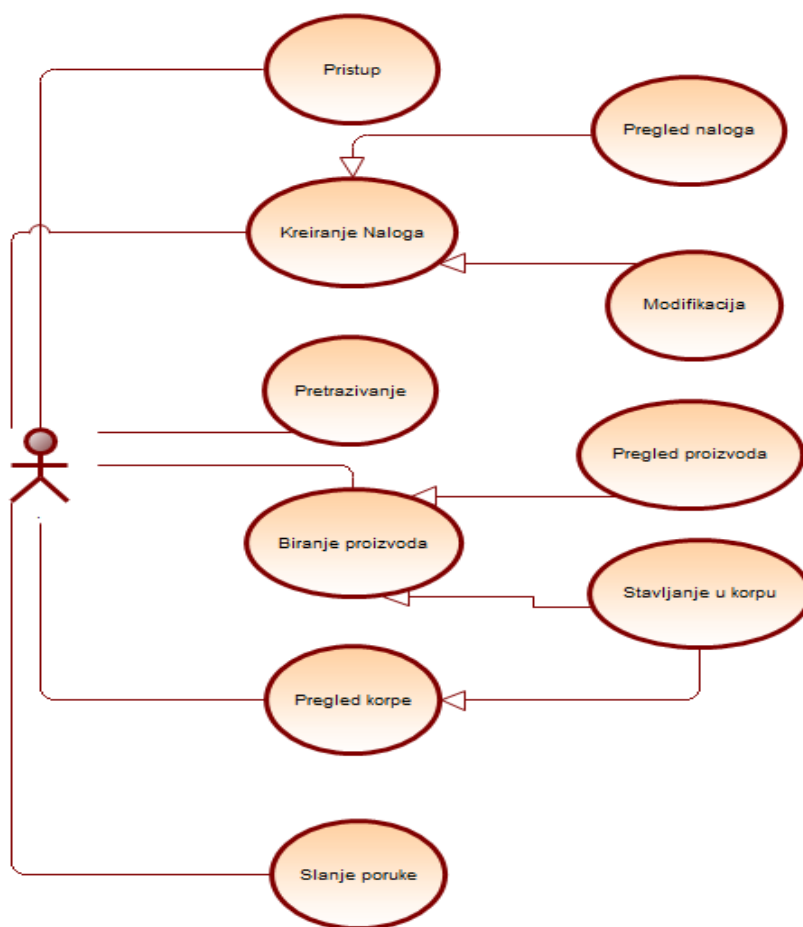 Pristup
Pregled naloga
Kreiranje Naloga
Modifikacija
Pretrazivanje
Pregled proizvoda
Biranje proizvoda
Stavljanje u korpu
Pregled korpe
Slanje poruke